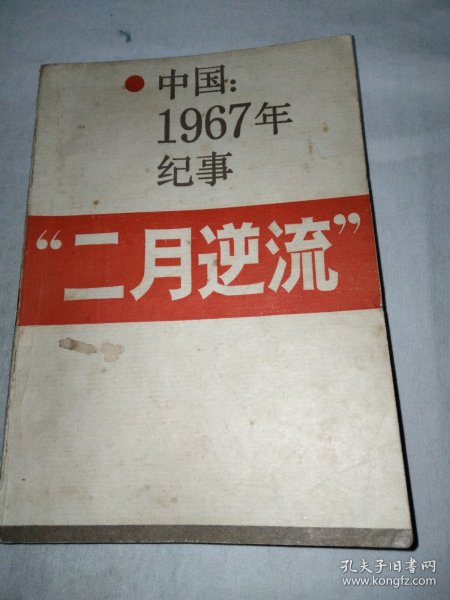 中国：
1967年
纪事
“二月逆流”
孔夫子旧书网
www.kongfz.com